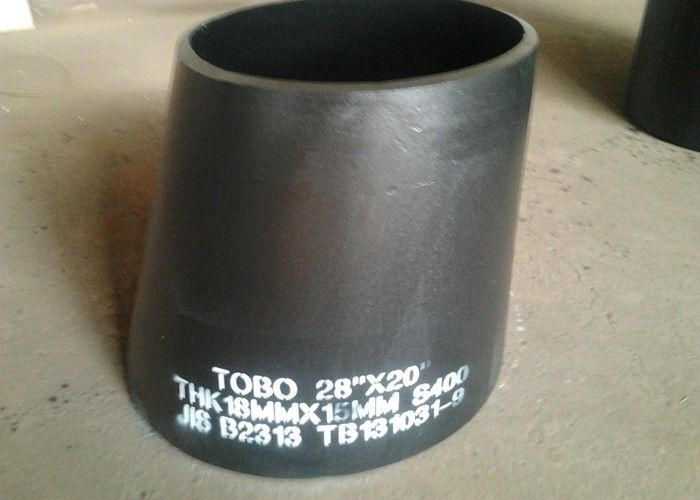 TOBO 28"X20"
THK18MMX15MM S400
JIS B2313 TB131031-9